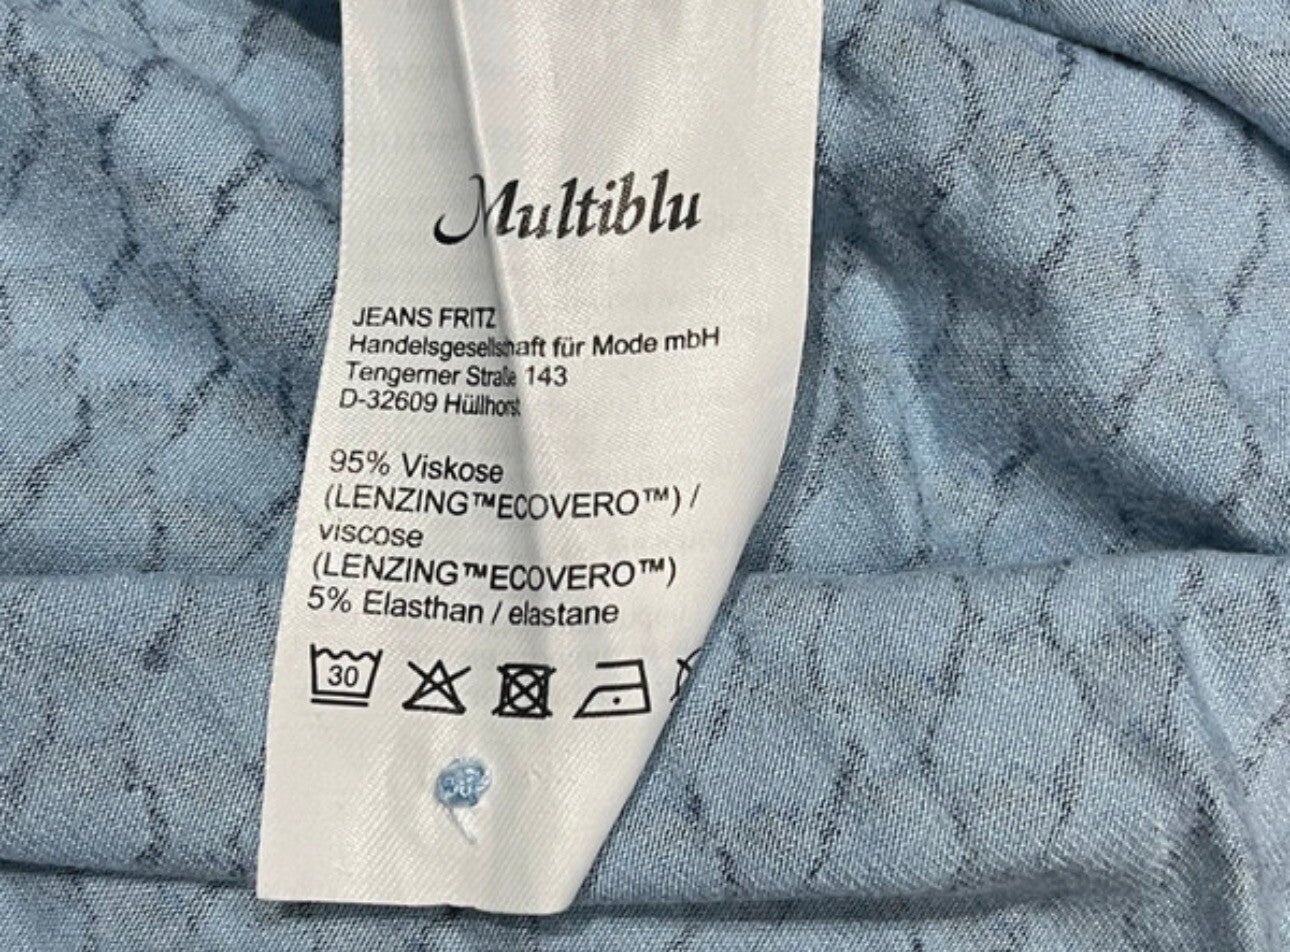 Multiblu
JEANS FRITZ
Handelsgesellschaft für Mode mbH
Tengerner Straße 143
D-32609 Hüllhorst
95% Viskose
(LENZING™ECOVERO™) /
viscose
(LENZING™ECOVERO™)
5% Elasthan / elastane
30